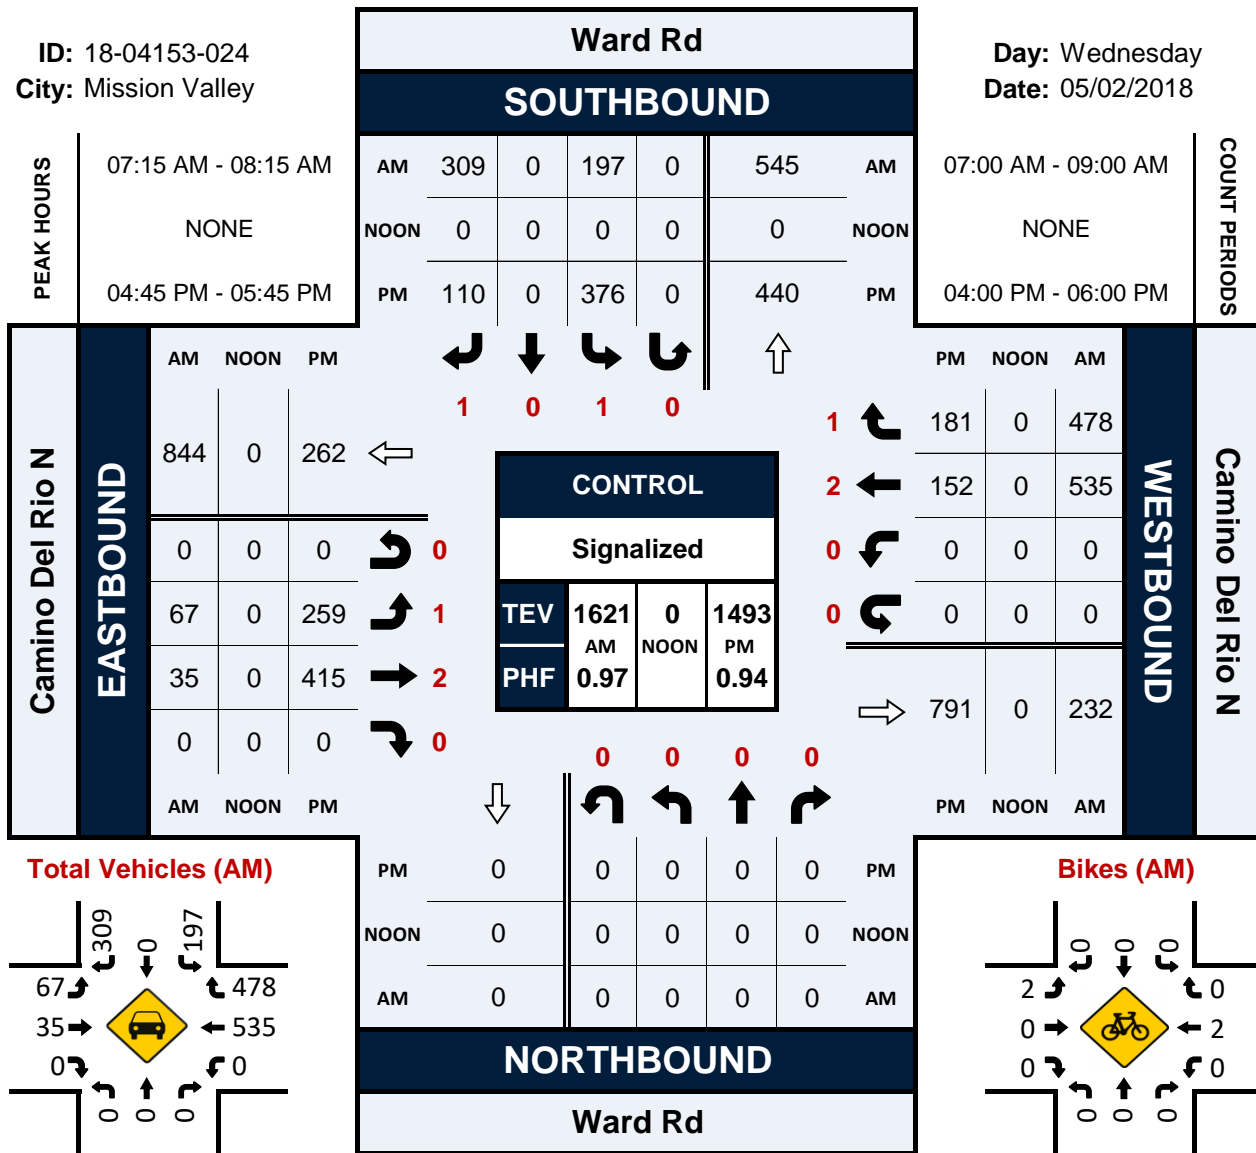 Ward Rd
ID: 18-04153-024
City: Mission Valley
Day: Wednesday
Date: 05/02/2018
SOUTHBOUND
PEAK HOURS
07:15 AM - 08:15 AM
NONE
04:45 PM - 05:45 PM
AM 309 0 197 0 545 AM
NOON 0 0 0 0 0 NOON
PM 110 0 376 0 440 PM
07:00 AM - 09:00 AM
NONE
04:00 PM - 06:00 PM
COUNT PERIODS
1 0 1 0
Camino Del Rio N
EASTBOUND
AM NOON PM
844 0 262
0 0 0 0
67 0 259 1
35 0 415 2
0 0 0 0
AM NOON PM
CONTROL
Signalized
TEV 1621 0 1493
AM NOON PM
PHF 0.97 0.94
PM NOON AM
1 181 0 478
2 152 0 535
0 0 0 0
0 0 0 0
791 0 232
PM NOON AM
WESTBOUND
Camino Del Rio N
0 0 0 0
PM 0 0 0 0 0 PM
NOON 0 0 0 0 0 NOON
AM 0 0 0 0 0 AM
NORTHBOUND
Ward Rd
Total Vehicles (AM)
309 0 197
67 478
35 535
0 0
0 0 0
Bikes (AM)
0 0 0
2 0
0 2
0 0
0 0 0